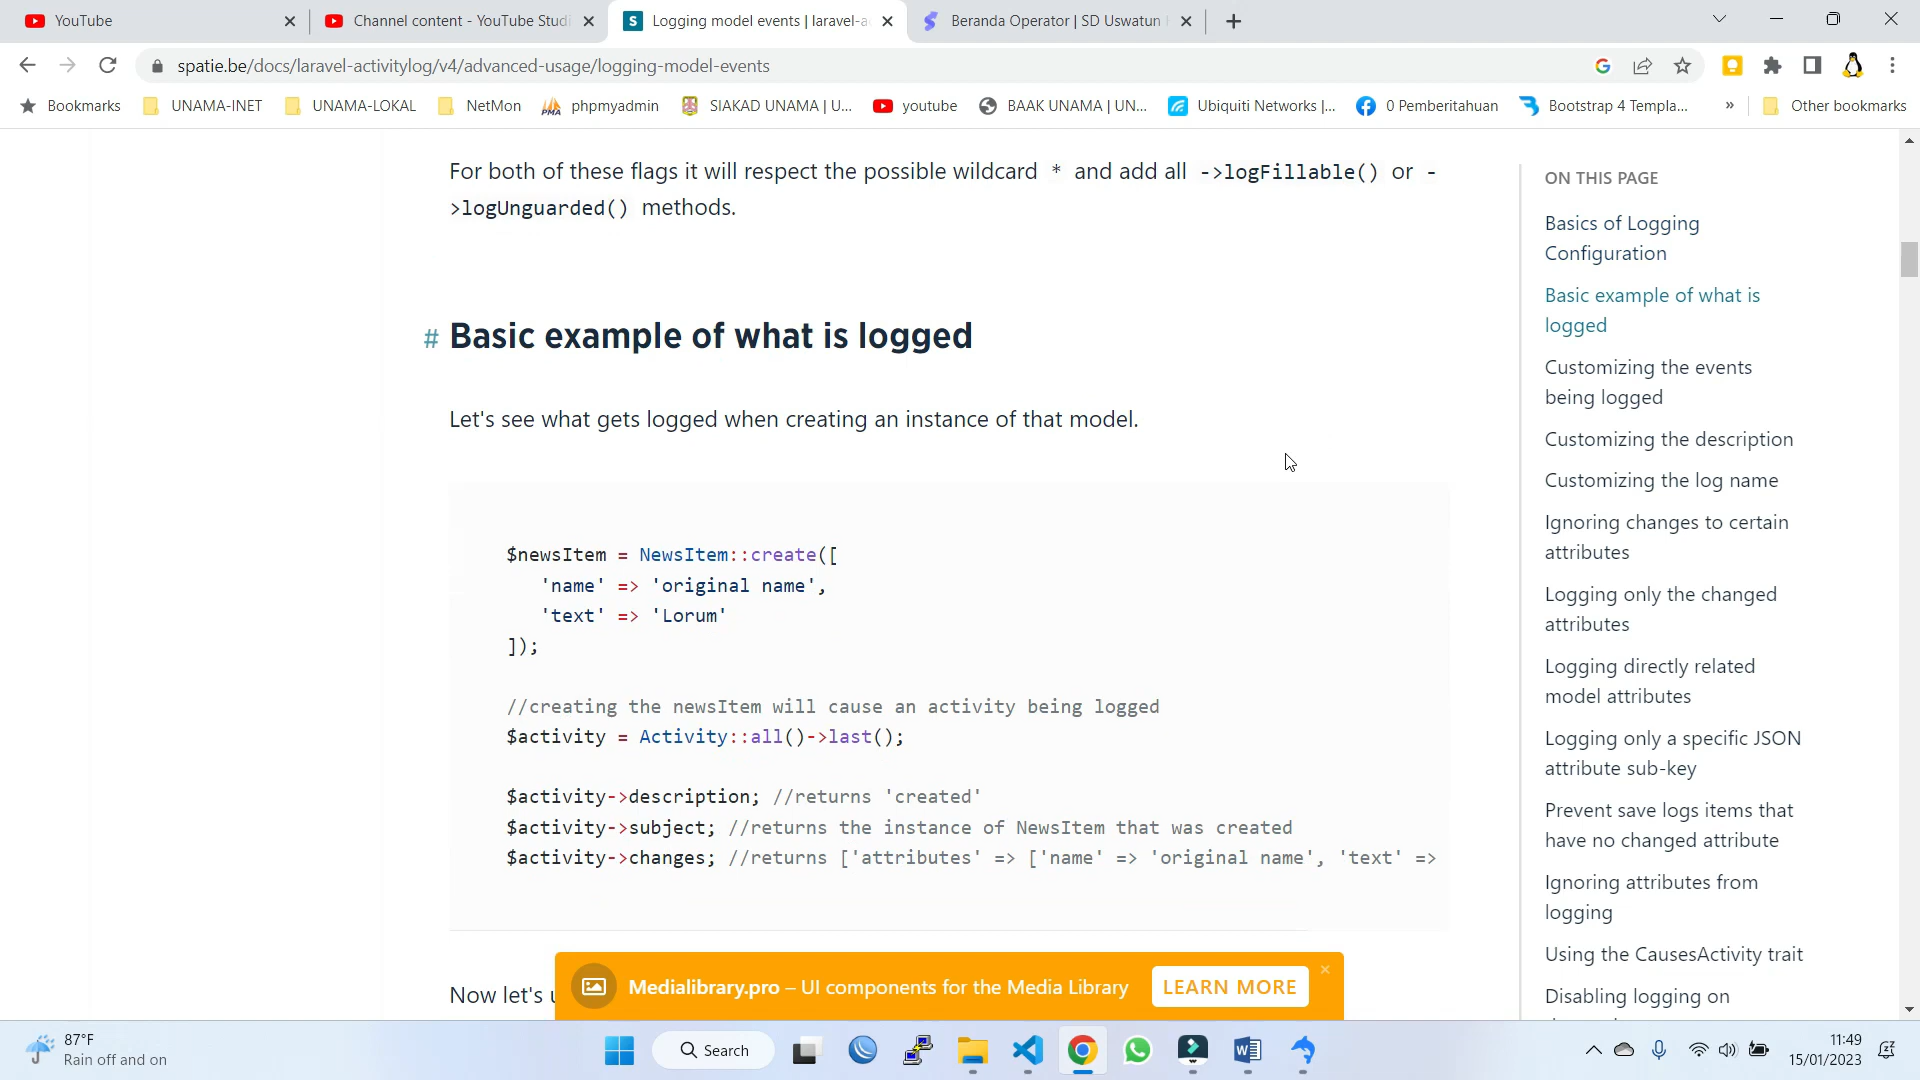 YouTube
Channel content - YouTube Studi
Logging model events | laravel-a
Beranda Operator | SD Uswatun
spatie.be/docs/laravel-activitylog/v4/advanced-usage/logging-model-events
Bookmarks
UNAMA-INET
UNAMA-LOKAL
NetMon
phpmyadmin
SIAKAD UNAMA | U...
youtube
BAAK UNAMA | UN...
Ubiquiti Networks |...
0 Pemberitahuan
Bootstrap 4 Templa...
»
Other bookmarks
For both of these flags it will respect the possible wildcard * and add all ->logFillable() or -
>logUnguarded() methods.
# Basic example of what is logged
Let's see what gets logged when creating an instance of that model.
$newsItem = NewsItem::create([
'name' => 'original name',
'text' => 'Lorum'
]);
//creating the newsItem will cause an activity being logged
$activity = Activity::all()->last();
$activity->description; //returns 'created'
$activity->subject; //returns the instance of NewsItem that was created
$activity->changes; //returns ['attributes' => ['name' => 'original name', 'text' =>
Now let's u
Medialibrary.pro – UI components for the Media Library
LEARN MORE
ON THIS PAGE
Basics of Logging
Configuration
Basic example of what is
logged
Customizing the events
being logged
Customizing the description
Customizing the log name
Ignoring changes to certain
attributes
Logging only the changed
attributes
Logging directly related
model attributes
Logging only a specific JSON
attribute sub-key
Prevent save logs items that
have no changed attribute
Ignoring attributes from
logging
Using the CausesActivity trait
Disabling logging on
87°F
Rain off and on
Search
11:49
15/01/2023